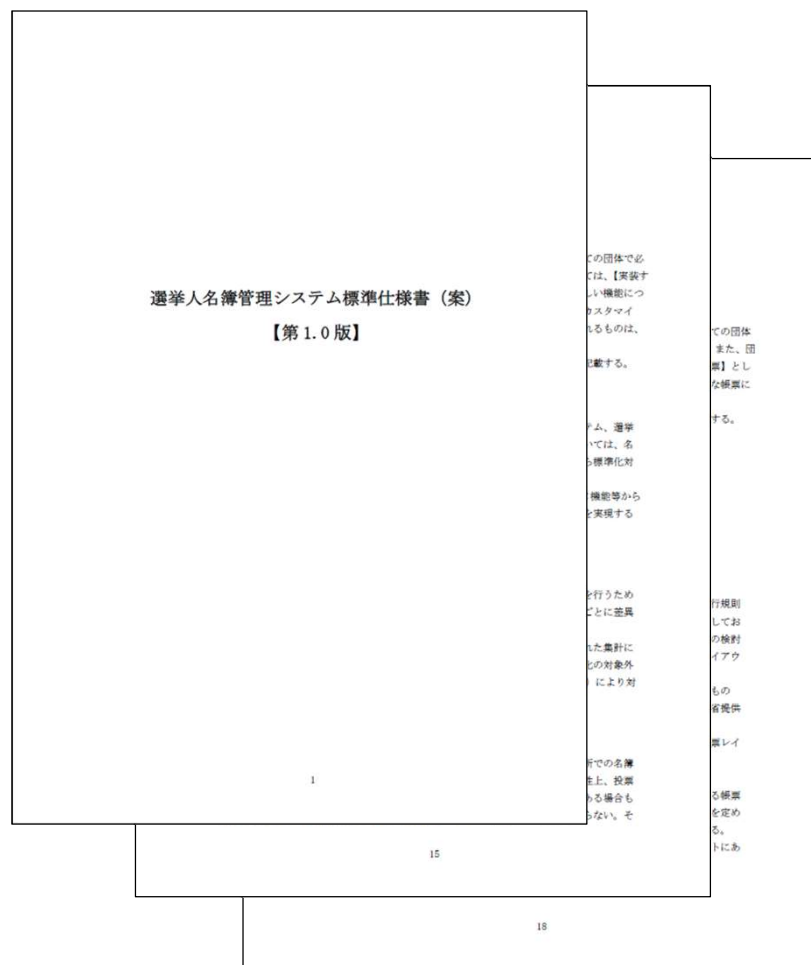 選挙人名簿管理システム標準仕様書（案）
【第 1.0 版】
1
ての団体で必
ては、【実装す
しい機能につ
カスタマイ
れるものは、
記載する。
テム、選挙
いては、名
ら標準化対
機能等から
を実現する
を行うため
ごとに差異
れた集計に
化の対象外
）により対
所での名簿
性上、投票
ある場合も
らない。そ
15
ての団体
また、団
票】とし
な帳票に
する。
行規則
してお
の検討
イアウ
もの
省提供
票レイ
る帳票
を定め
る。
トにあ
18